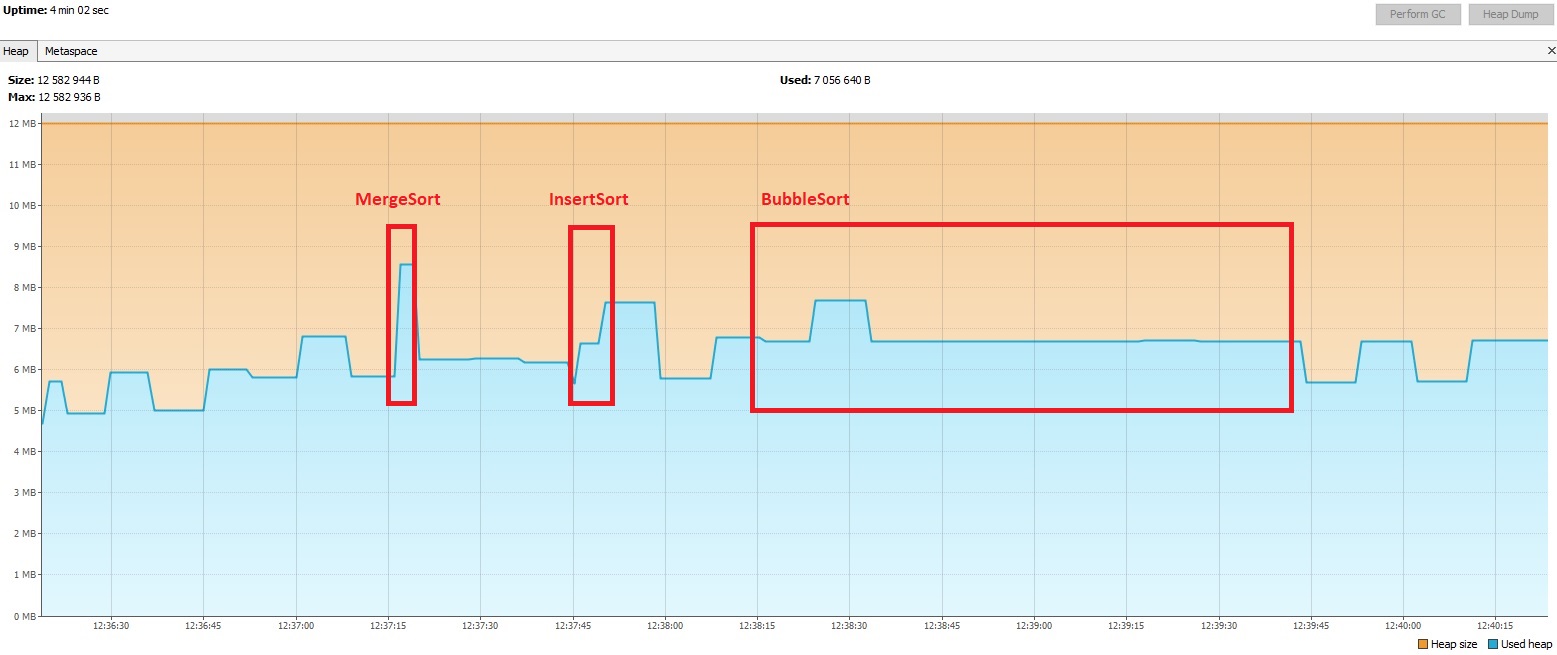 Uptime: 4 min 02 sec
Perform GC
Heap Dump
Heap Metaspace
Size: 12 582 944 B
Used: 7 056 640 B
Max: 12 582 936 B
12 MB
11 MB
10 MB
MergeSort
InsertSort
BubbleSort
9 MB
8 MB
7 MB
6 MB
5 MB
4 MB
3 MB
2 MB
1 MB
0 MB
12:36:30 12:36:45 12:37:00 12:37:15 12:37:30 12:37:45 12:38:00 12:38:15 12:38:30 12:38:45 12:39:00 12:39:15 12:39:30 12:39:45 12:40:00 12:40:15
Heap size Used heap